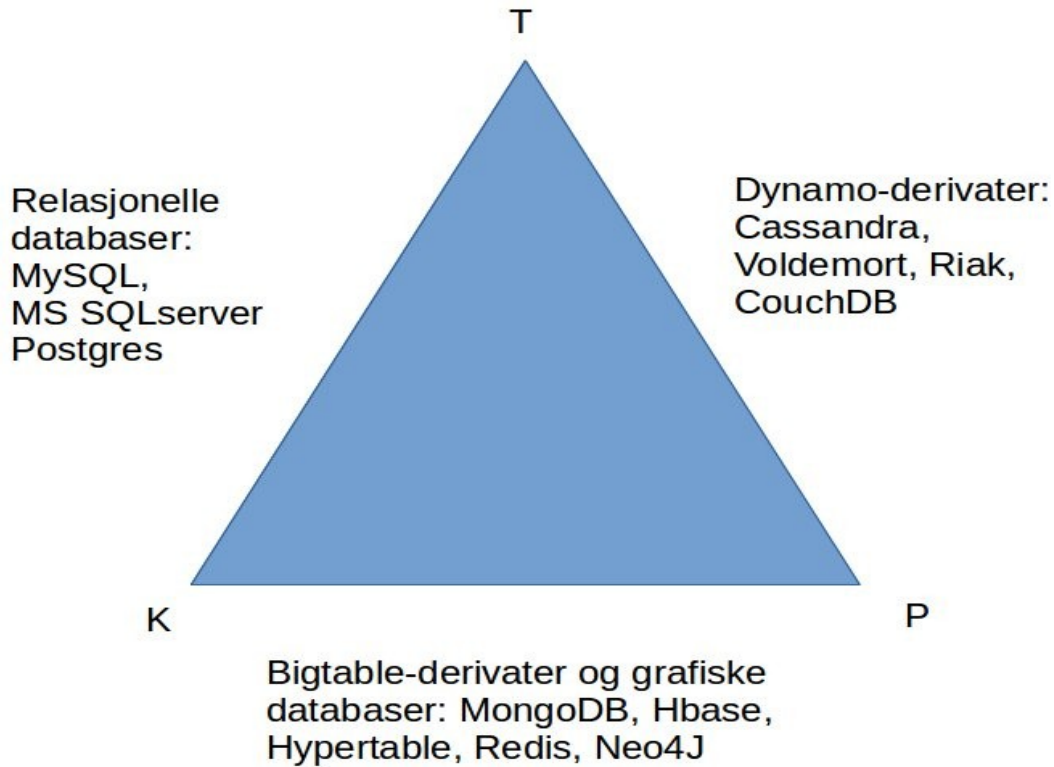 T
Relasjonelle
databaser:
MySQL,
MS SQLserver
Postgres
Dynamo-derivater:
Cassandra,
Voldemort, Riak,
CouchDB
K
P
Bigtable-derivater og grafiske
databaser: MongoDB, Hbase,
Hypertable, Redis, Neo4J